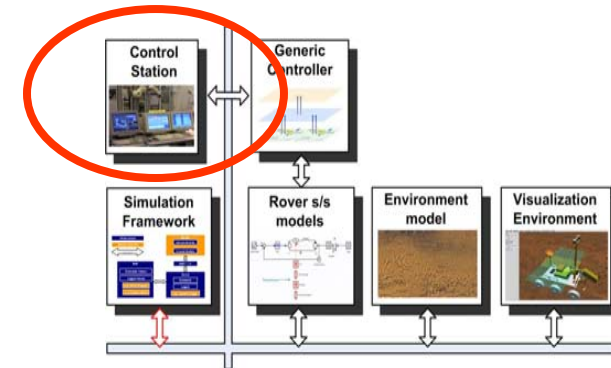 Control
Station
Generic
Controller
Simulation
Framework
Rover s/s
models
Environment
model
Visualization
Environment